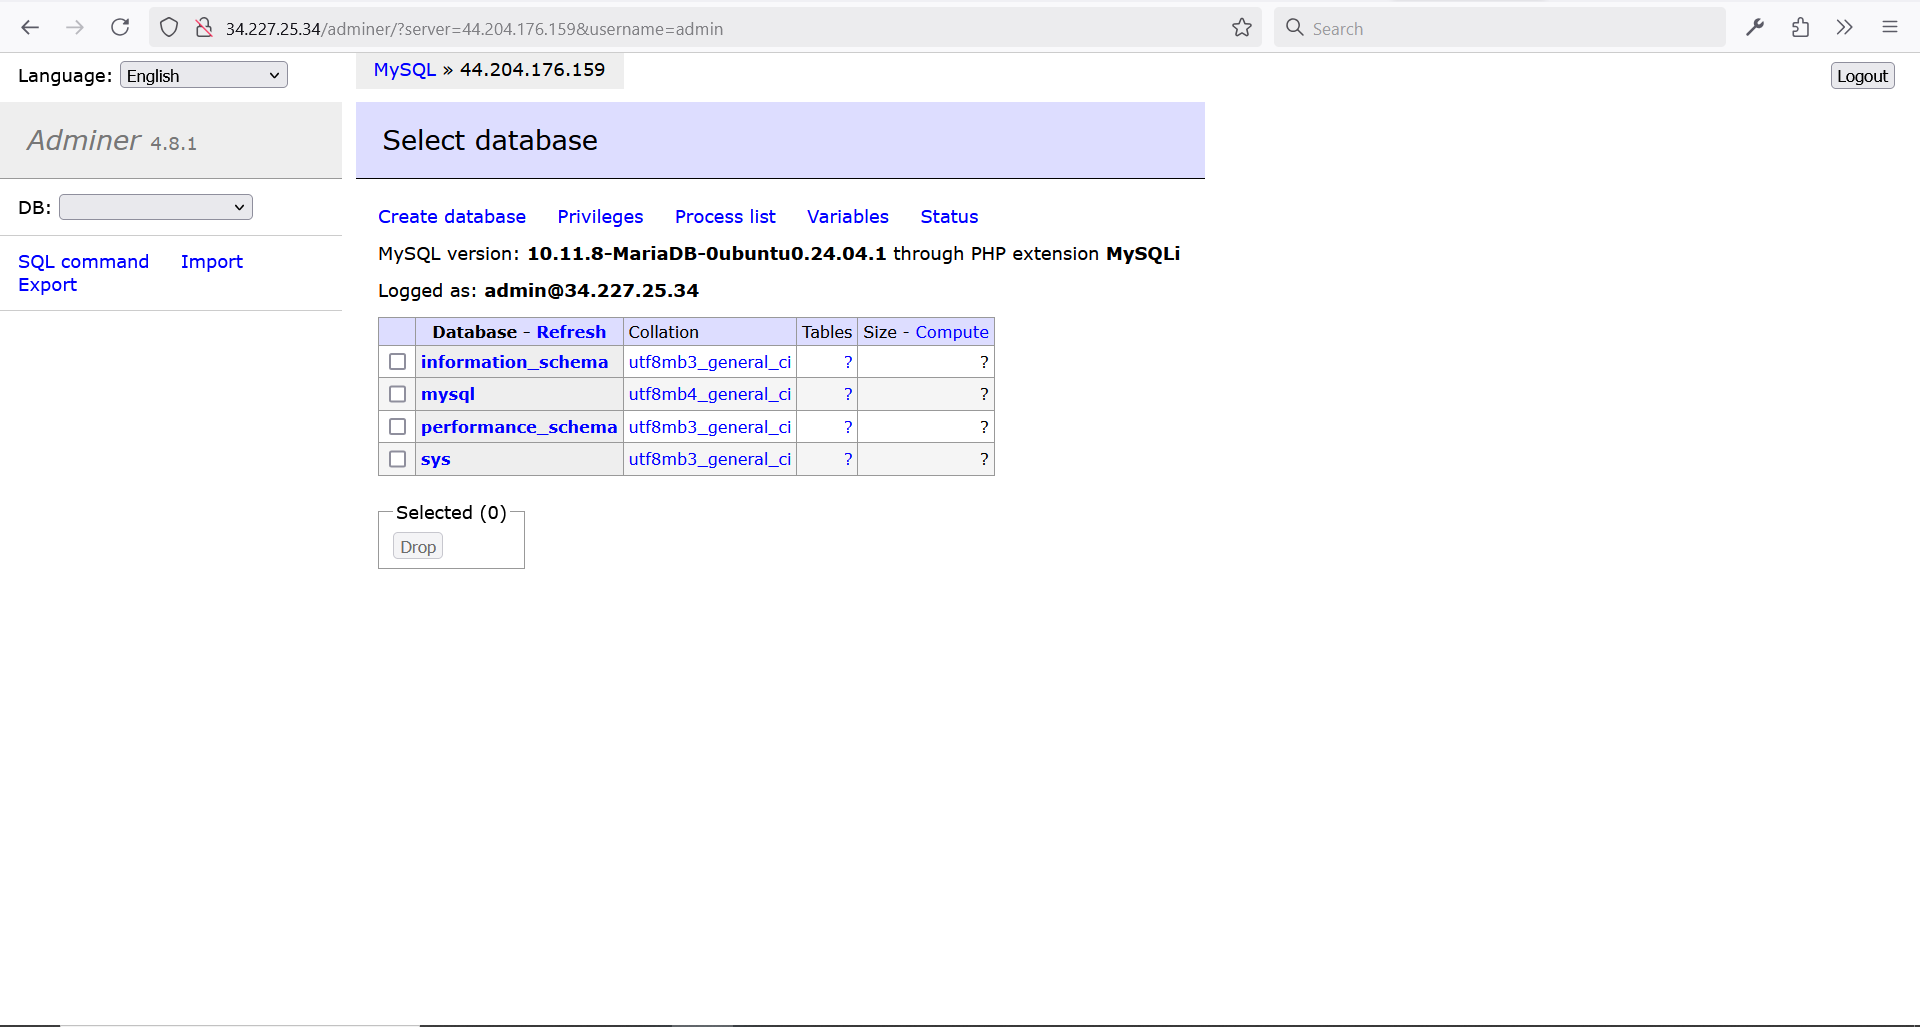 34.227.25.34/adminer/?server=44.204.176.159&username=admin
Search
Language: English
MySQL » 44.204.176.159
Logout
Adminer 4.8.1
Select database
DB:
SQL command Import
Export
Create database Privileges Process list Variables Status
MySQL version: 10.11.8-MariaDB-0ubuntu0.24.04.1 through PHP extension MySQLi
Logged as: admin@34.227.25.34
Database - Refresh Collation Tables Size - Compute
information_schema utf8mb3_general_ci ? ?
mysql utf8mb4_general_ci ? ?
performance_schema utf8mb3_general_ci ? ?
sys utf8mb3_general_ci ? ?
Selected (0)
Drop